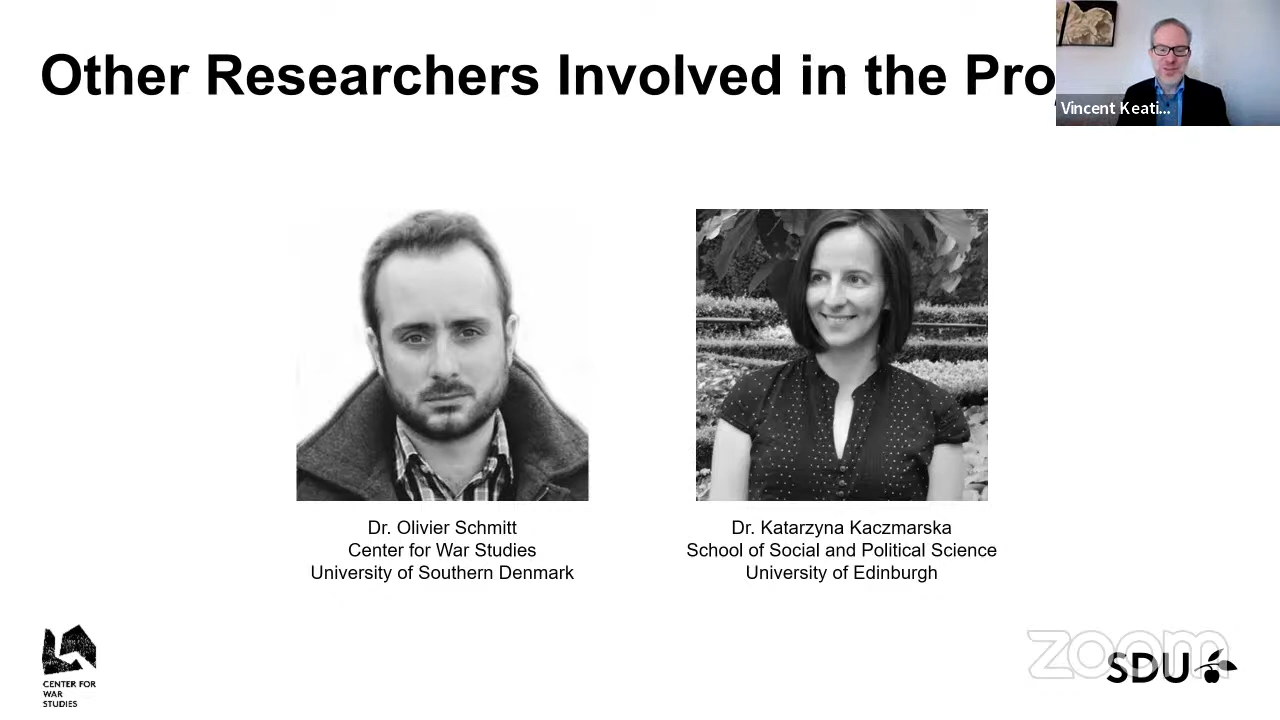 Other Researchers Involved in the Pro
Vincent Keati...
Dr. Olivier Schmitt
Center for War Studies
University of Southern Denmark
Dr. Katarzyna Kaczmarska
School of Social and Political Science
University of Edinburgh
CENTER FOR
WAR
STUDIES
zoom
SDU